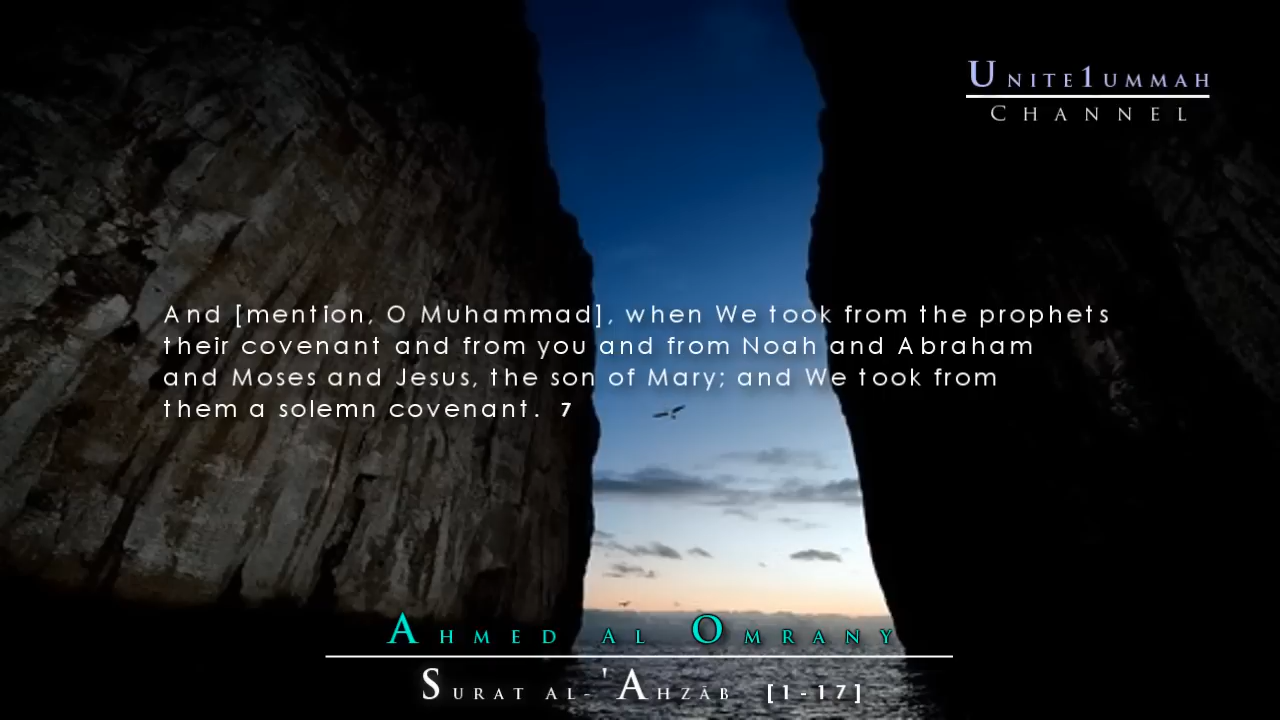 Unite1ummah
Channel
And [mention, O Muhammad], when We took from the prophets
their covenant and from you and from Noah and Abraham
and Moses and Jesus, the son of Mary; and We took from
them a solemn covenant. 7
Ahmed al Omrany
Surat al-'Ahzāb [1-17]